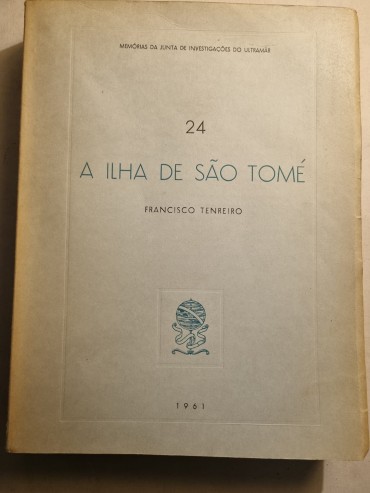 MEMÓRIAS DA JUNTA DE INVESTIGAÇÕES DO ULTRAMAR
24
A ILHA DE SÃO TOMÉ
FRANCISCO TENREIRO
1961